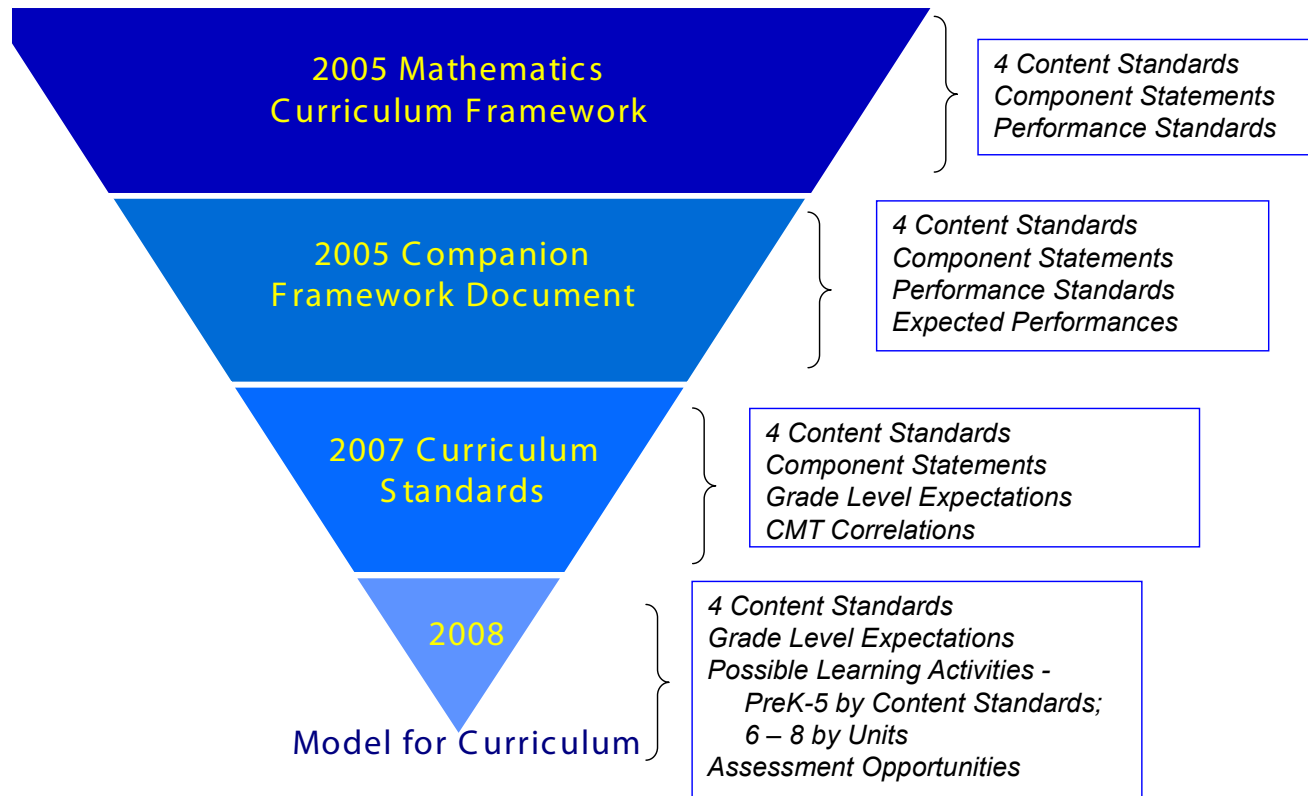 2005 Mathematics
Curriculum Framework
4 Content Standards
Component Statements
Performance Standards
2005 Companion
Framework Document
4 Content Standards
Component Statements
Performance Standards
Expected Performances
2007 Curriculum
Standards
4 Content Standards
Component Statements
Grade Level Expectations
CMT Correlations
2008
Model for Curriculum
4 Content Standards
Grade Level Expectations
Possible Learning Activities -
PreK-5 by Content Standards;
6 – 8 by Units
Assessment Opportunities